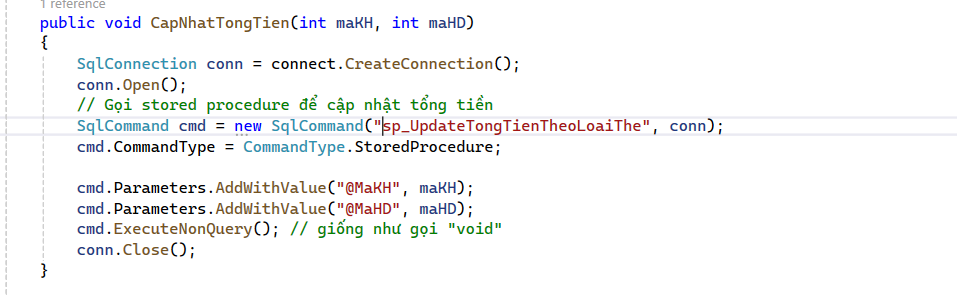 1 reference
public void CapNhatTongTien(int maKH, int maHD)
{
SqlConnection conn = connect.CreateConnection();
conn.Open();
// Gọi stored procedure để cập nhật tổng tiền
SqlCommand cmd = new SqlCommand("sp_UpdateTongTienTheoLoaiThe", conn);
cmd.CommandType = CommandType.StoredProcedure;
cmd.Parameters.AddWithValue("@MaKH", maKH);
cmd.Parameters.AddWithValue("@MaHD", maHD);
cmd.ExecuteNonQuery(); // giống như gọi "void"
conn.Close();
}